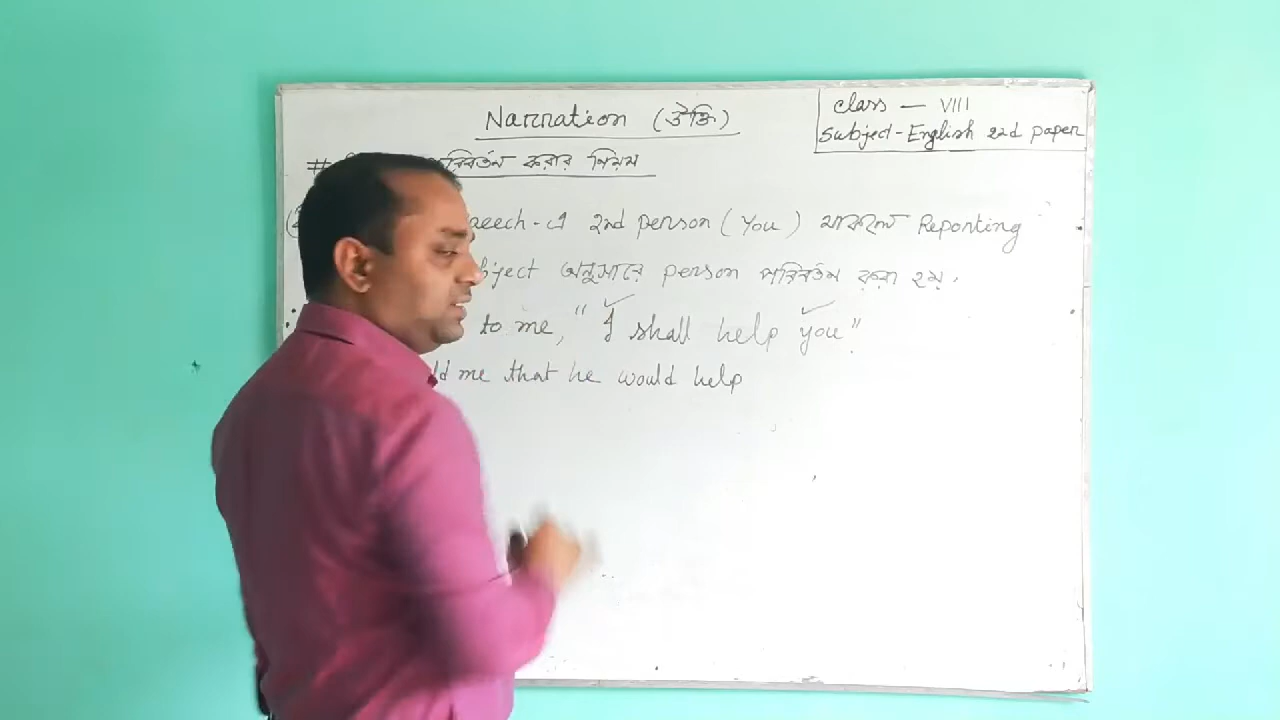 Narration (উক্তি)
Class — VIII
Subject-English 2nd paper
# পরিবর্তন করার নিয়ম
speech-এ 2nd person (You) থাকলে Reporting
subject অনুসারে person পরিবর্তন করা হয়.
to me, "I shall help you".
told me that he would help